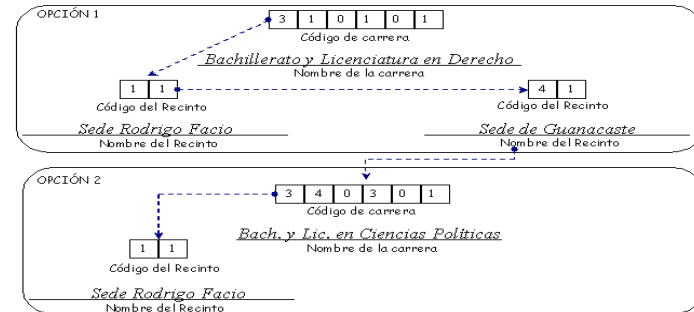 OPCIÓN 1
3 1 0 1 0 1
Código de carrera
Bachillerato y Licenciatura en Derecho
Nombre de la carrera
1 1
Código del Recinto
4 1
Código del Recinto
Sede Rodrigo Facio
Nombre del Recinto
Sede de Guanacaste
Nombre del Recinto
OPCIÓN 2
3 4 0 3 0 1
Código de carrera
Bach. y Lic. en Ciencias Políticas
Nombre de la carrera
1 1
Código del Recinto
Sede Rodrigo Facio
Nombre del Recinto